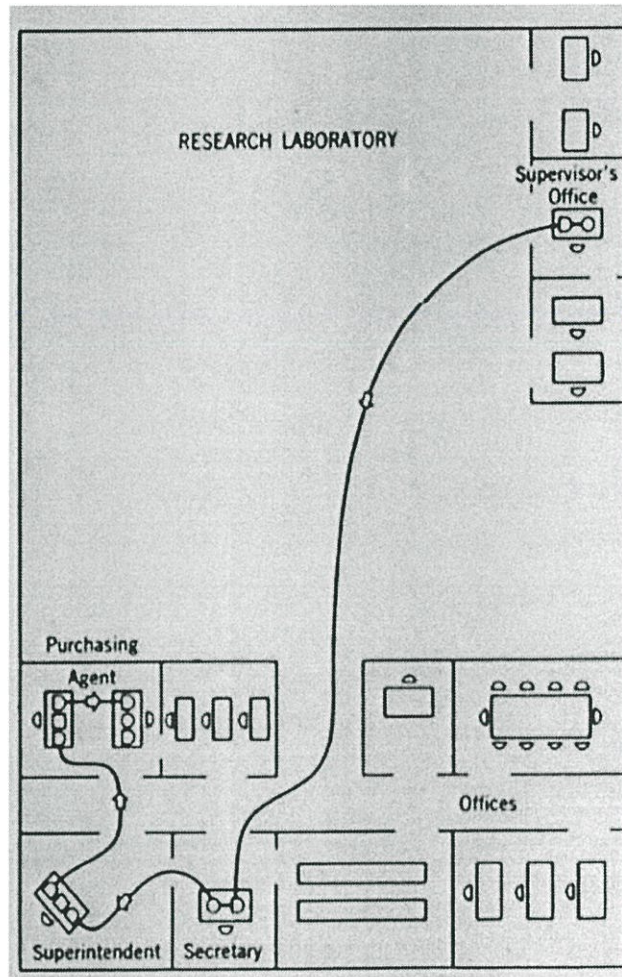 RESEARCH LABORATORY
Supervisor's
Office
Purchasing
Agent
Offices
Superintendent
Secretary